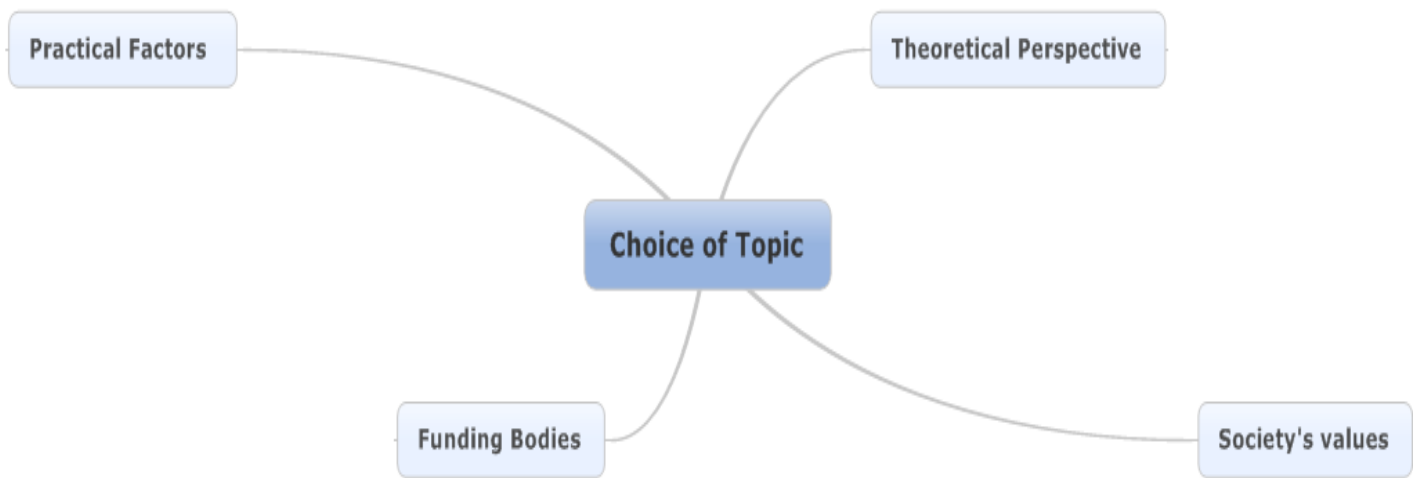 Practical Factors
Theoretical Perspective
Choice of Topic
Funding Bodies
Society's values